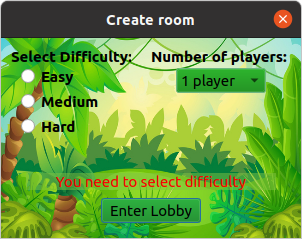 Create room
Select Difficulty:
Number of players:
Easy
1 player
Medium
Hard
You need to select difficulty
Enter Lobby